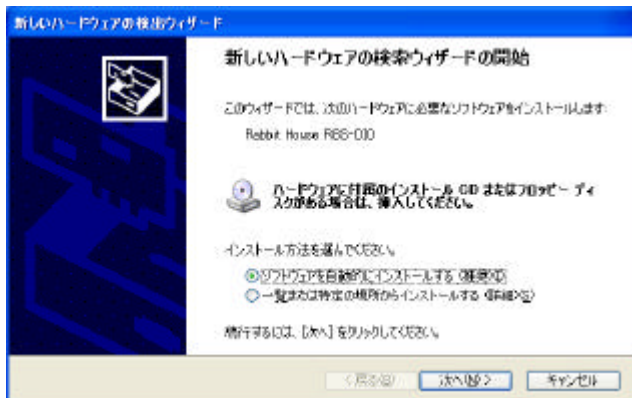 新しいハードウェアの検出ウィザード
新しいハードウェアの検索ウィザードの開始
このウィザードでは、次のハードウェアに必要なソフトウェアをインストールします:
Rabbit House RBS-010
ハードウェアに付属のインストール CD またはフロッピー ディ
スクがある場合は、挿入してください。
インストール方法を選んでください。
ソフトウェアを自動的にインストールする (推奨)(I)
一覧または特定の場所からインストールする (詳細)(S)
続行するには、[次へ] をクリックしてください。
< 戻る(B)
次へ(N) >
キャンセル